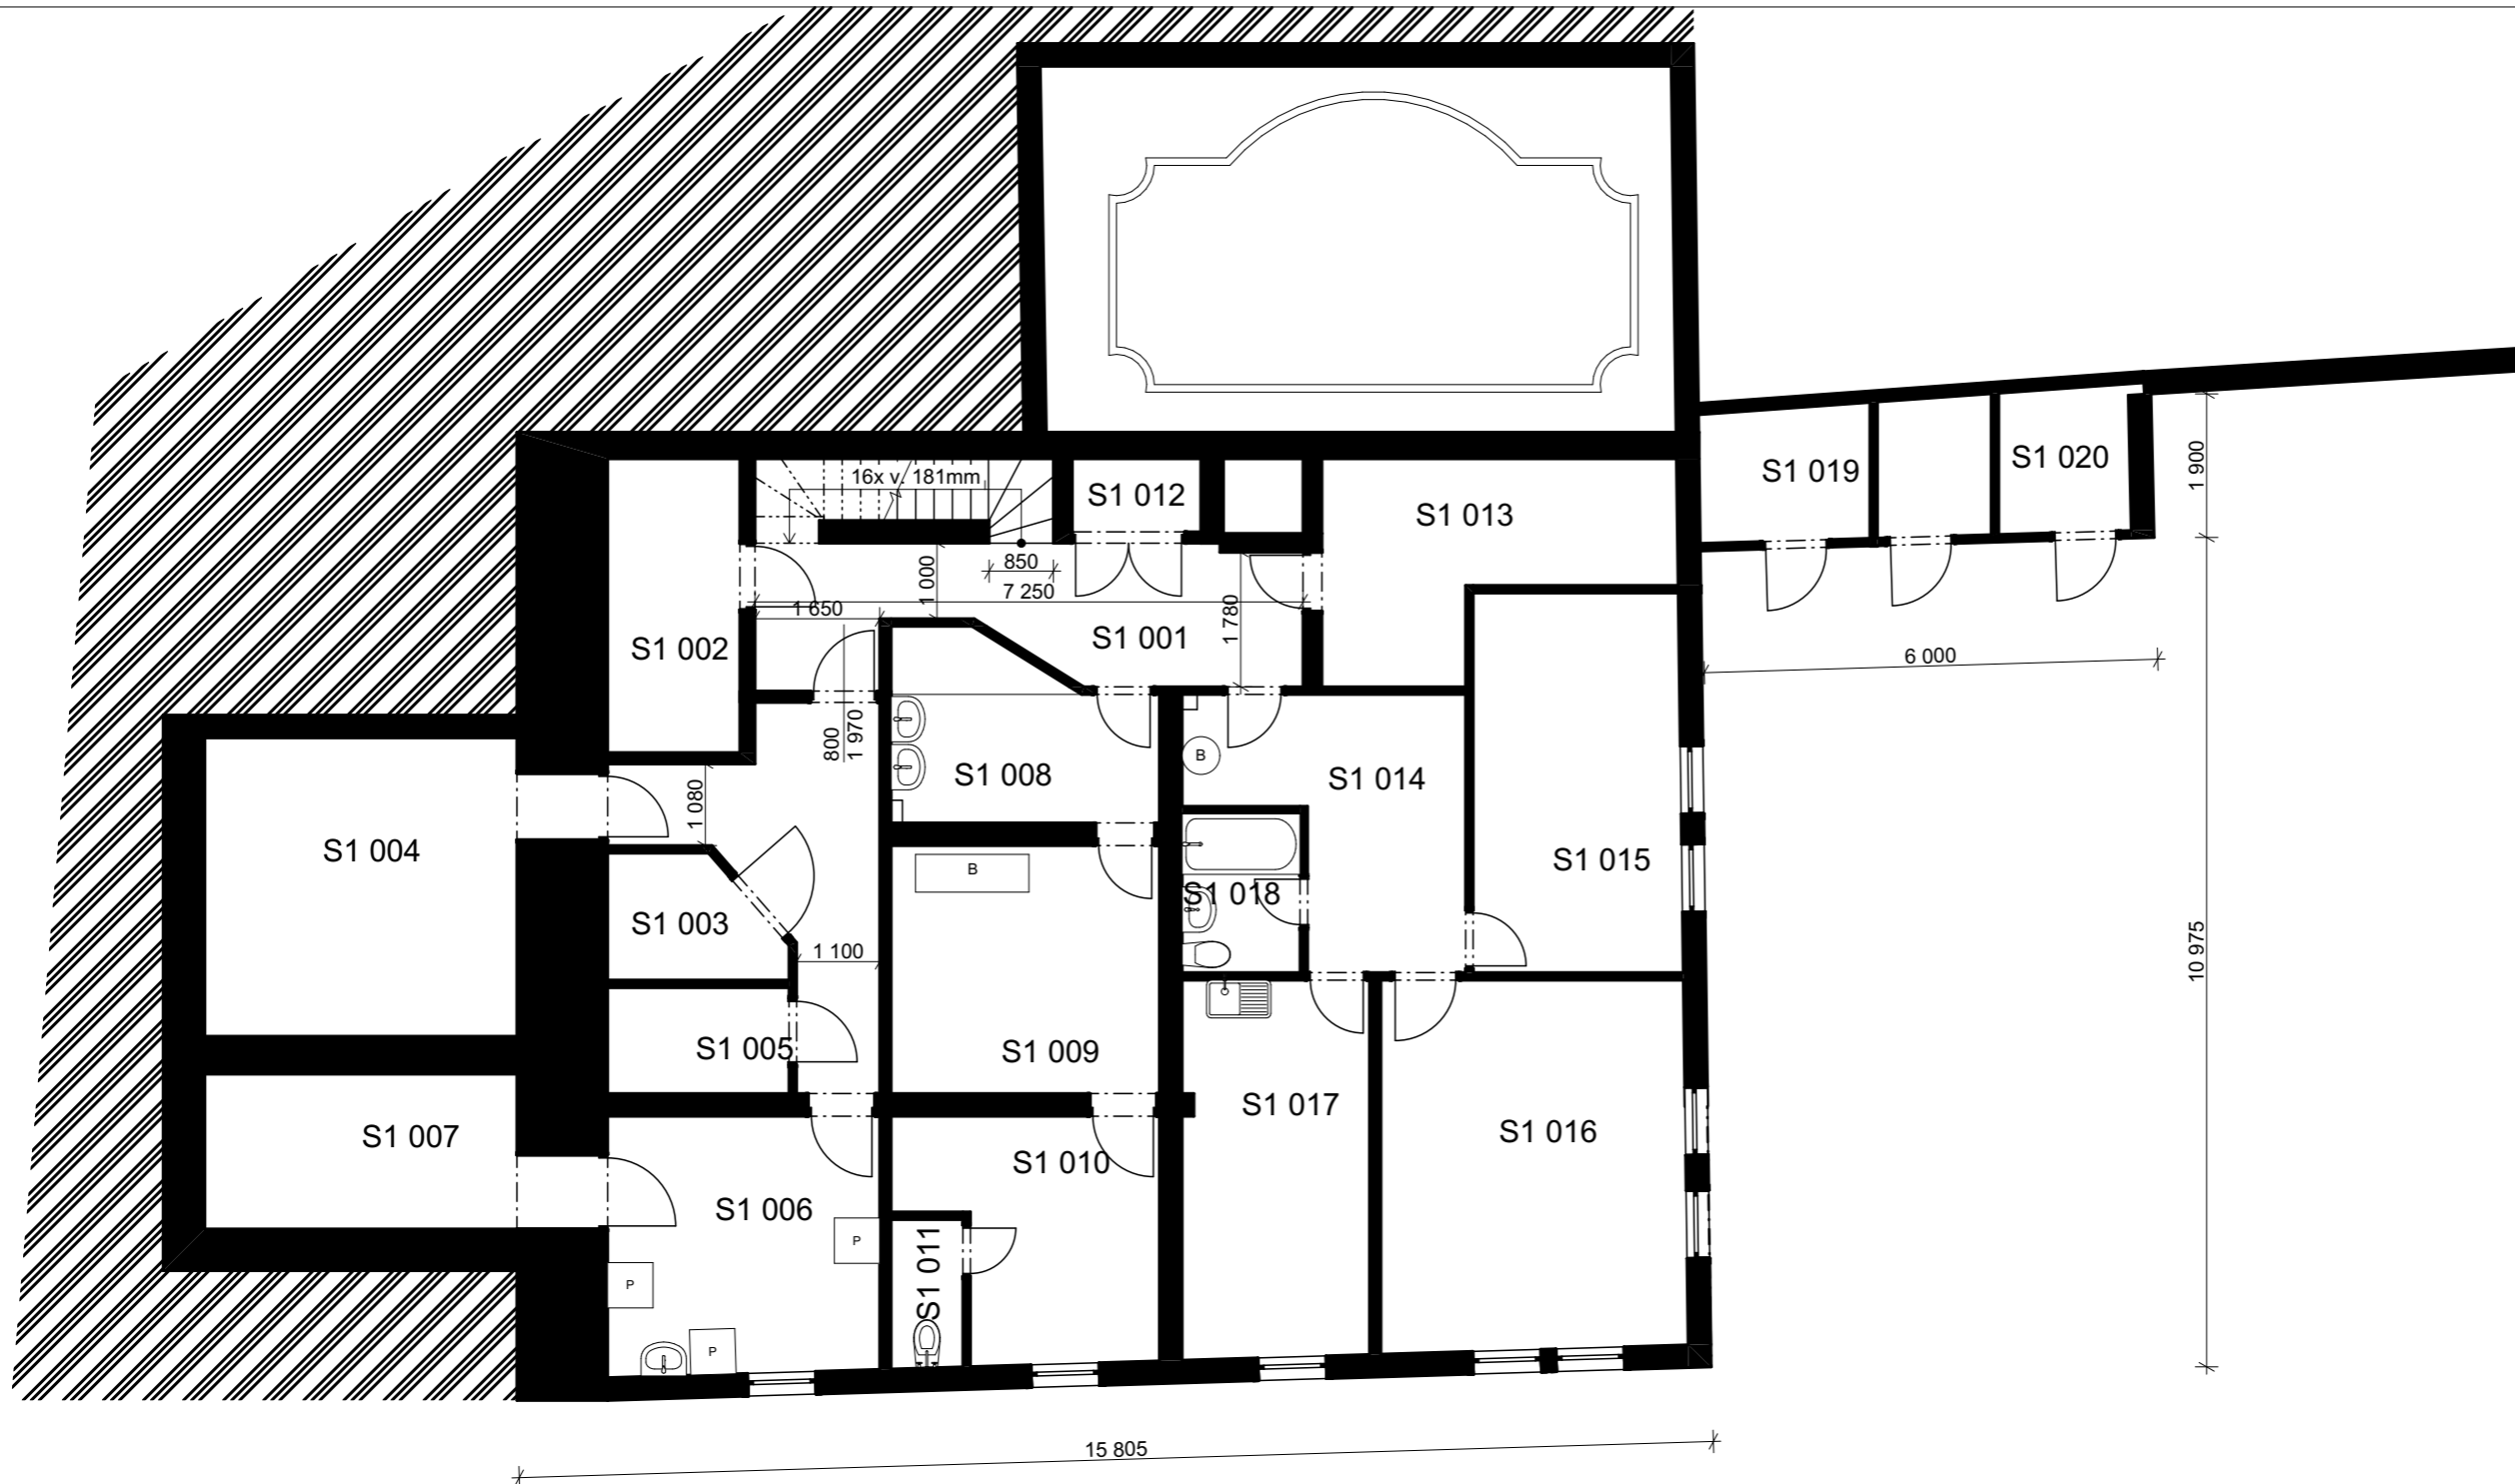 16x v. 181mm
S1 012
S1 013
S1 019
S1 020
1 900
850
7 250
1 000
1 650
1 780
S1 001
S1 002
6 000
800
1 970
B
S1 008
S1 014
1 080
S1 004
S1 015
B
S1 018
S1 003
1 100
10 975
S1 005
S1 009
S1 017
S1 016
S1 007
S1 010
S1 006
P
S1 011
P
P
15 805